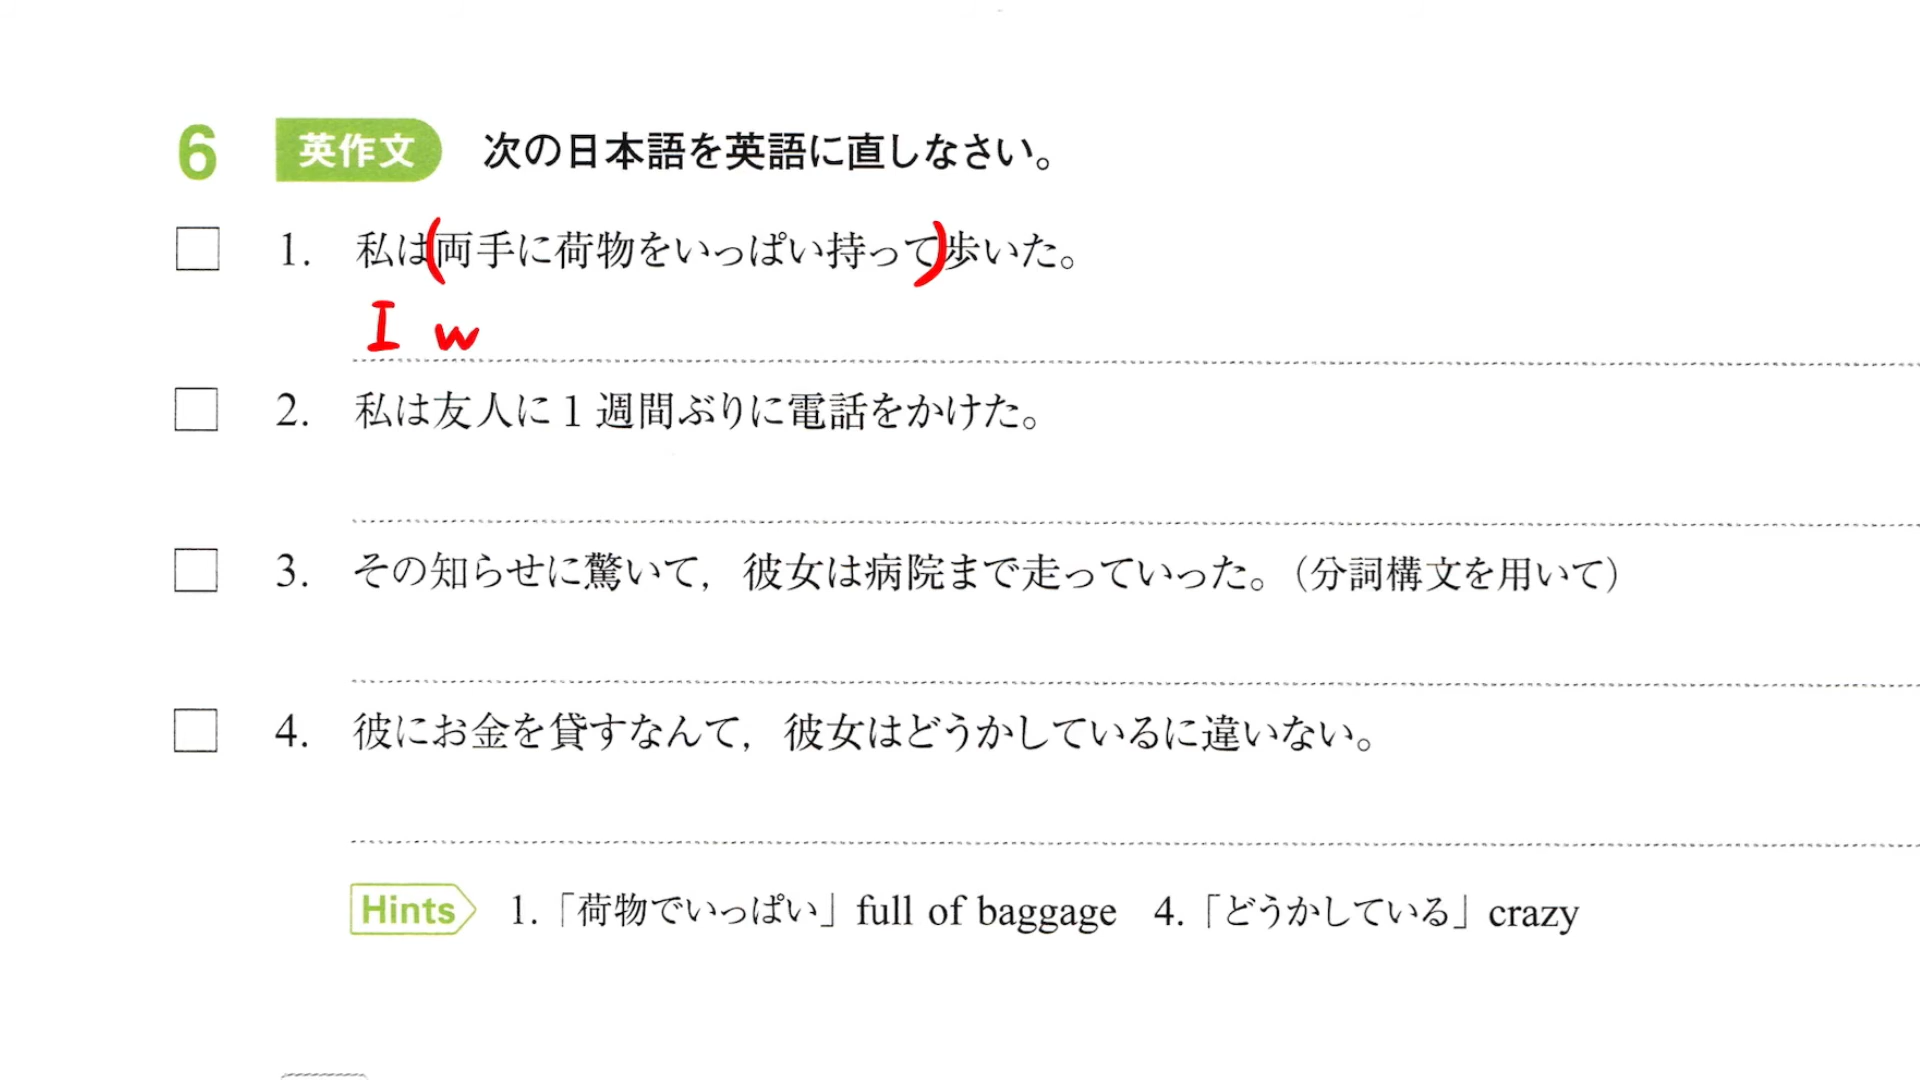 6 英作文 次の日本語を英語に直しなさい。
1. 私は(両手に荷物をいっぱい持って)歩いた。
I w
2. 私は友人に1週間ぶりに電話をかけた。
3. その知らせに驚いて，彼女は病院まで走っていった。（分詞構文を用いて）
4. 彼にお金を貸すなんて，彼女はどうかしているに違いない。
Hints 1.「荷物でいっぱい」full of baggage 4.「どうかしている」crazy